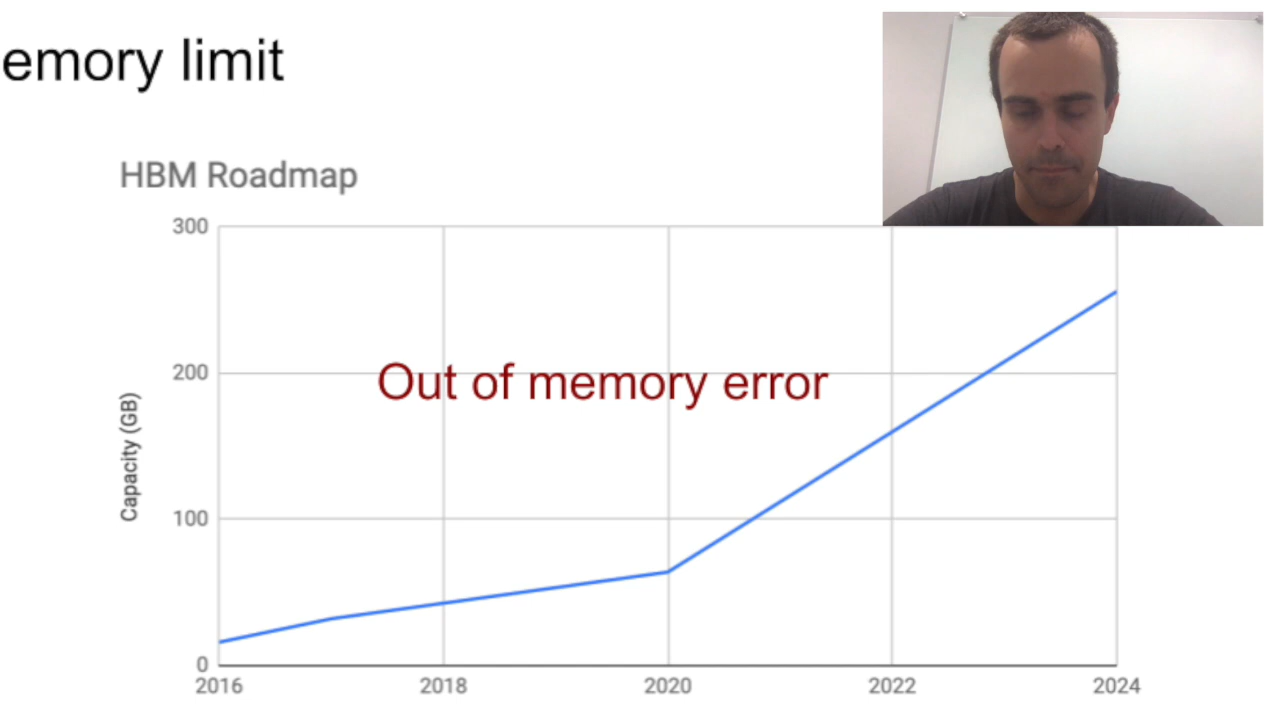 emory limit
HBM Roadmap
300
200
100
0
Capacity (GB)
Out of memory error
2016
2018
2020
2022
2024